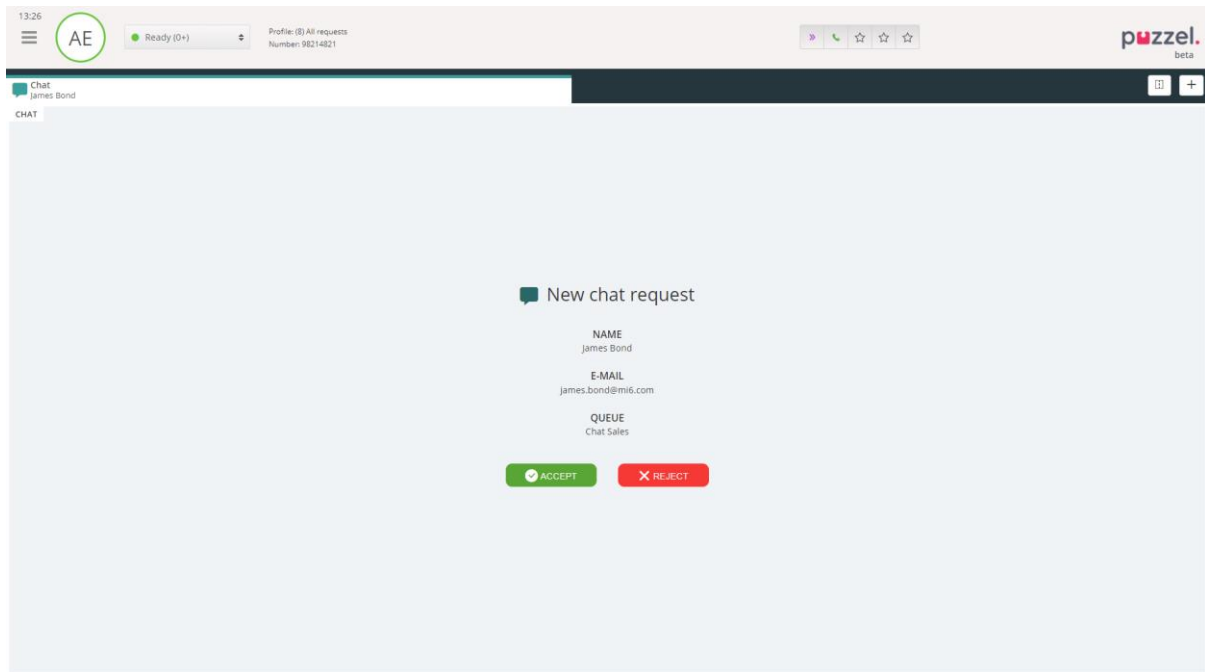 13:26
AE
Ready (0+)
Profile: (8) All requests
Number: 98214821
puzzel.
beta
Chat
James Bond
CHAT
New chat request
NAME
James Bond
E-MAIL
james.bond@mi6.com
QUEUE
Chat Sales
ACCEPT
REJECT